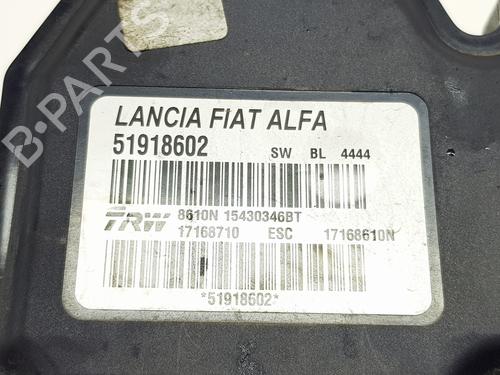 B-PARTS
LANCIA FIAT ALFA
51918602 SW BL 4444
TRW 8610N 15430346BT
17168710 ESC 17168610N
*51918602*